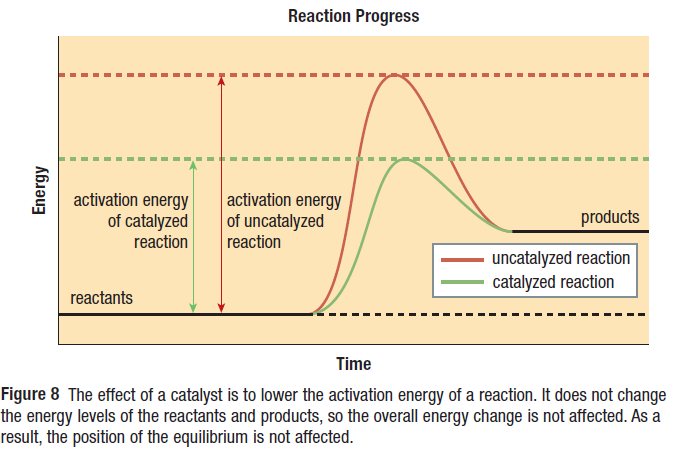 Reaction Progress
Energy
activation energy
of catalyzed
reaction
activation energy
of uncatalyzed
reaction
products
uncatalyzed reaction
catalyzed reaction
reactants
Time
Figure 8 The effect of a catalyst is to lower the activation energy of a reaction. It does not change
the energy levels of the reactants and products, so the overall energy change is not affected. As a
result, the position of the equilibrium is not affected.